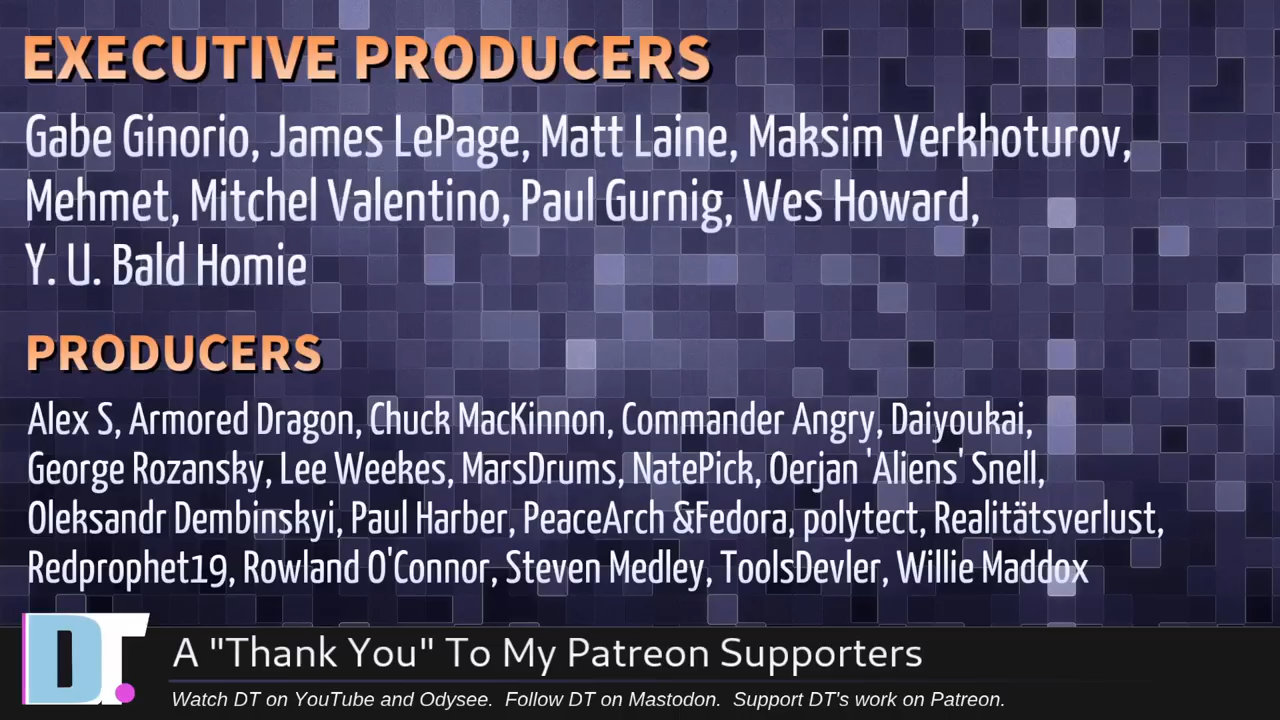 EXECUTIVE PRODUCERS
Gabe Ginorio, James LePage, Matt Laine, Maksim Verkhoturov,
Mehmet, Mitchel Valentino, Paul Gurnig, Wes Howard,
Y. U. Bald Homie
PRODUCERS
Alex S, Armored Dragon, Chuck MacKinnon, Commander Angry, Daiyoukai,
George Rozansky, Lee Weekes, MarsDrums, NatePick, Oerjan 'Aliens' Snell,
Oleksandr Dembinskyi, Paul Harber, PeaceArch &Fedora, polytect, Realitätsverlust,
Redprophet19, Rowland O'Connor, Steven Medley, ToolsDevler, Willie Maddox
DT.
A "Thank You" To My Patreon Supporters
Watch DT on YouTube and Odysee. Follow DT on Mastodon. Support DT's work on Patreon.